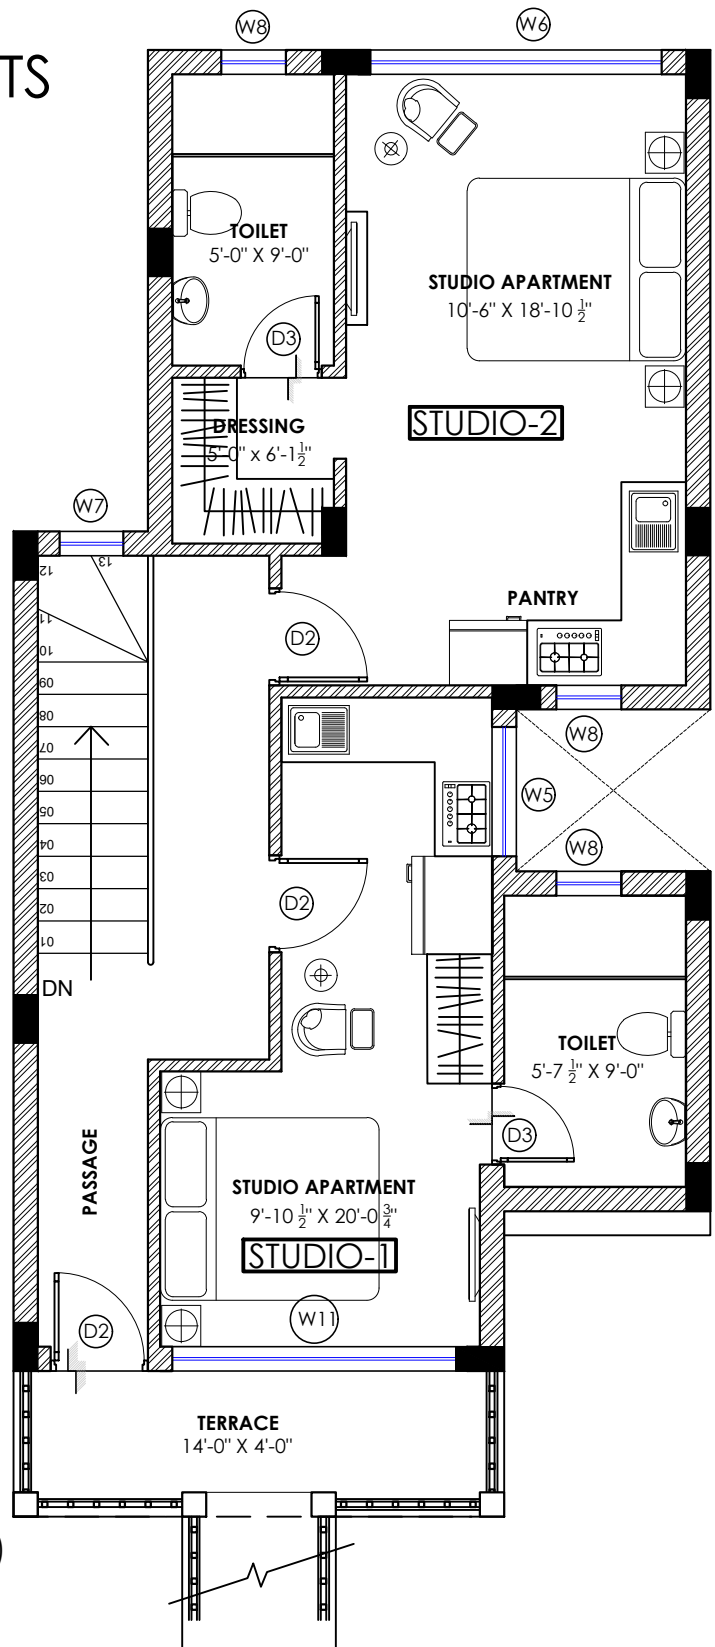 W8
W6
TS
TOILET
5'-0" X 9'-0"
STUDIO APARTMENT
10'-6" X 18'-10 1/2"
D3
STUDIO-2
DRESSING
5'-0" x 6'-1 1/2"
W7
13
12
11
10
09
08
07
06
05
04
03
02
01
PANTRY
D2
W8
W5
W8
D2
DN
TOILET
5'-7 1/2" X 9'-0"
D3
PASSAGE
STUDIO APARTMENT
9'-10 1/2" X 20'-0 3/4"
STUDIO-1
W11
D2
TERRACE
14'-0" X 4'-0"
)